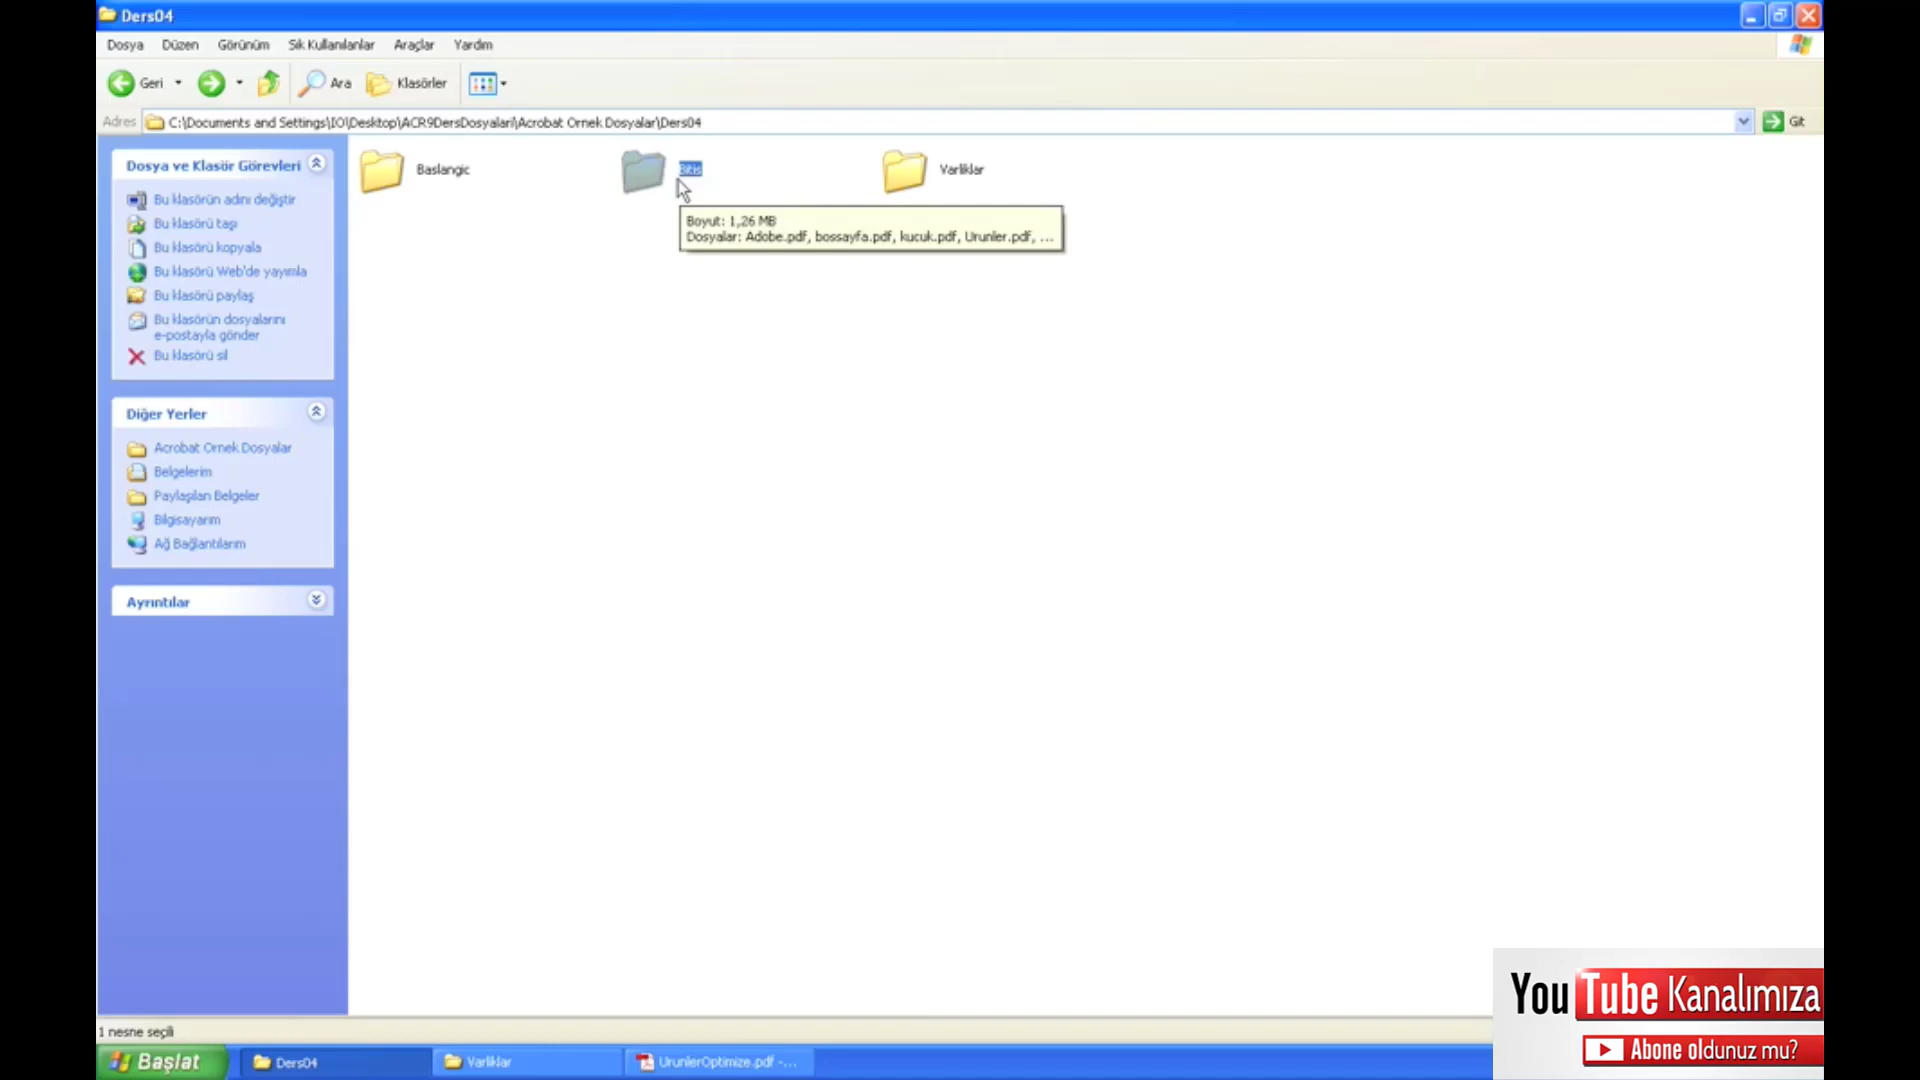 Ders04
Dosya Düzen Görünüm Sık Kullanılanlar Araçlar Yardım
Geri Ara Klasörler
Adres C:\Documents and Settings\IO\Desktop\ACR9DersDosyalari\Acrobat Ornek Dosyalar\Ders04 Git
Dosya ve Klasör Görevleri
Bu klasörün adını değiştir
Bu klasörü taşı
Bu klasörü kopyala
Bu klasörü Web'de yayımla
Bu klasörü paylaş
Bu klasörün dosyalarını
e-postayla gönder
Bu klasörü sil
Diğer Yerler
Acrobat Ornek Dosyalar
Belgelerim
Paylaşılan Belgeler
Bilgisayarım
Ağ Bağlantılarım
Ayrıntılar
Baslangic
Bitis
Varliklar
Boyut: 1,26 MB
Dosyalar: Adobe.pdf, bossayfa.pdf, kucuk.pdf, Urunler.pdf, ...
1 nesne seçili
Başlat
Ders04
Varliklar
UrunlerOptimize.pdf -...
YouTube Kanalımıza
Abone oldunuz mu?